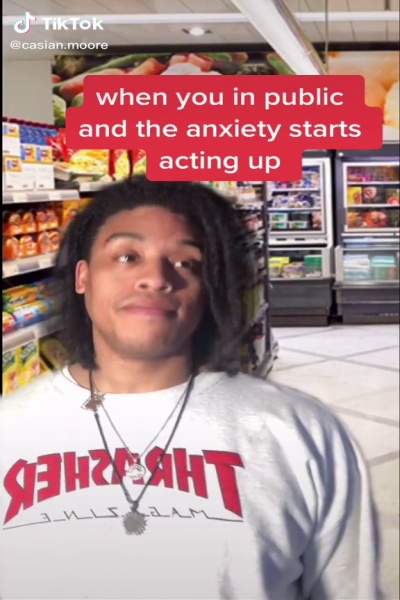 TikTok
@casian.moore
when you in public
and the anxiety starts
acting up
THRASHER
MAGAZINE